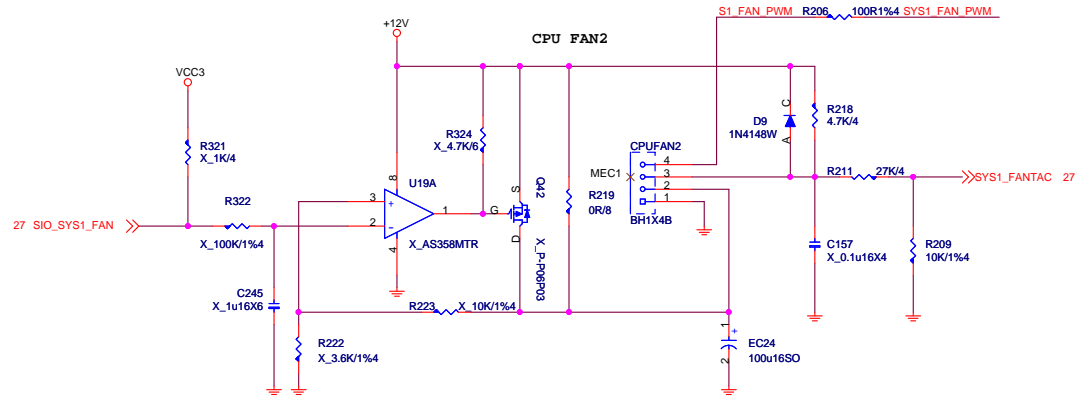 S1_FAN_PWM R206 100R1%4 SYS1_FAN_PWM
+12V
CPU FAN2
VCC3
R321
X_1K/4
R324
X_4.7K/6
C
D9
1N4148W
A
R218
4.7K/4
CPUFAN2
MEC1
4
3
2
1
BH1X4B
R211 27K/4
SYS1_FANTAC 27
8
U19A
3
+
2
-
1
4
X_AS358MTR
S
G
D
Q42
X_P-P06P03
R219
0R/8
27 SIO_SYS1_FAN
R322
X_100K/1%4
C157
X_0.1u16X4
R209
10K/1%4
C245
X_1u16X6
R223 X_10K/1%4
R222
X_3.6K/1%4
1
+
2
EC24
100u16SO